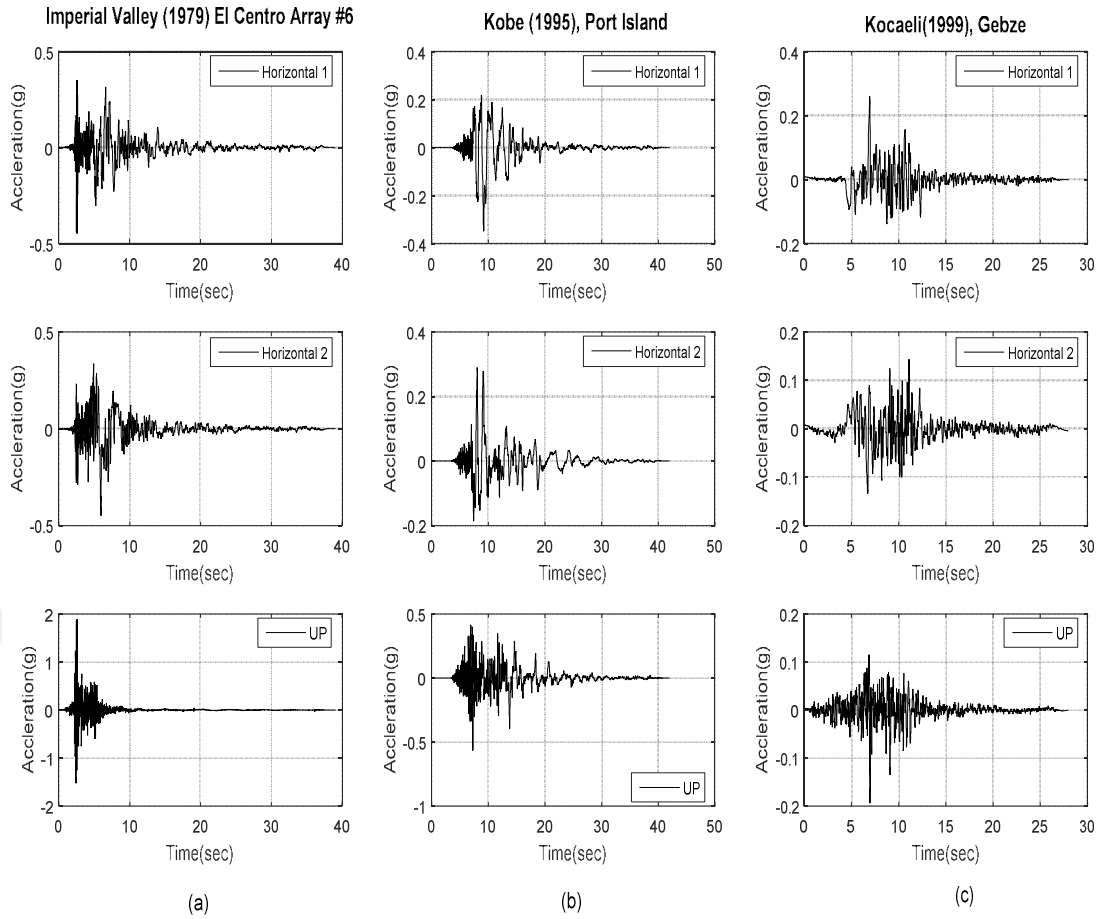 Imperial Valley (1979) El Centro Array #6
Kobe (1995), Port Island
Kocaeli(1999), Gebze
0.5
0
-0.5
Accleration(g)
Horizontal 1
0 10 20 30 40
Time(sec)
0.4
0.2
0
-0.2
-0.4
Accleration(g)
Horizontal 1
0 10 20 30 40 50
Time(sec)
0.4
0.2
0
-0.2
Accleration(g)
Horizontal 1
0 5 10 15 20 25 30
Time(sec)
0.5
0
-0.5
Accleration(g)
Horizontal 2
0 10 20 30 40
Time(sec)
0.4
0.2
0
-0.2
Accleration(g)
Horizontal 2
0 10 20 30 40 50
Time(sec)
0.2
0.1
0
-0.1
-0.2
Accleration(g)
Horizontal 2
0 5 10 15 20 25 30
Time(sec)
2
1
0
-1
-2
Accleration(g)
UP
0 10 20 30 40
Time(sec)
0.5
0
-0.5
-1
Accleration(g)
UP
0 10 20 30 40 50
Time(sec)
0.2
0.1
0
-0.1
-0.2
Accleration(g)
UP
0 5 10 15 20 25 30
Time(sec)
(a)
(b)
(c)